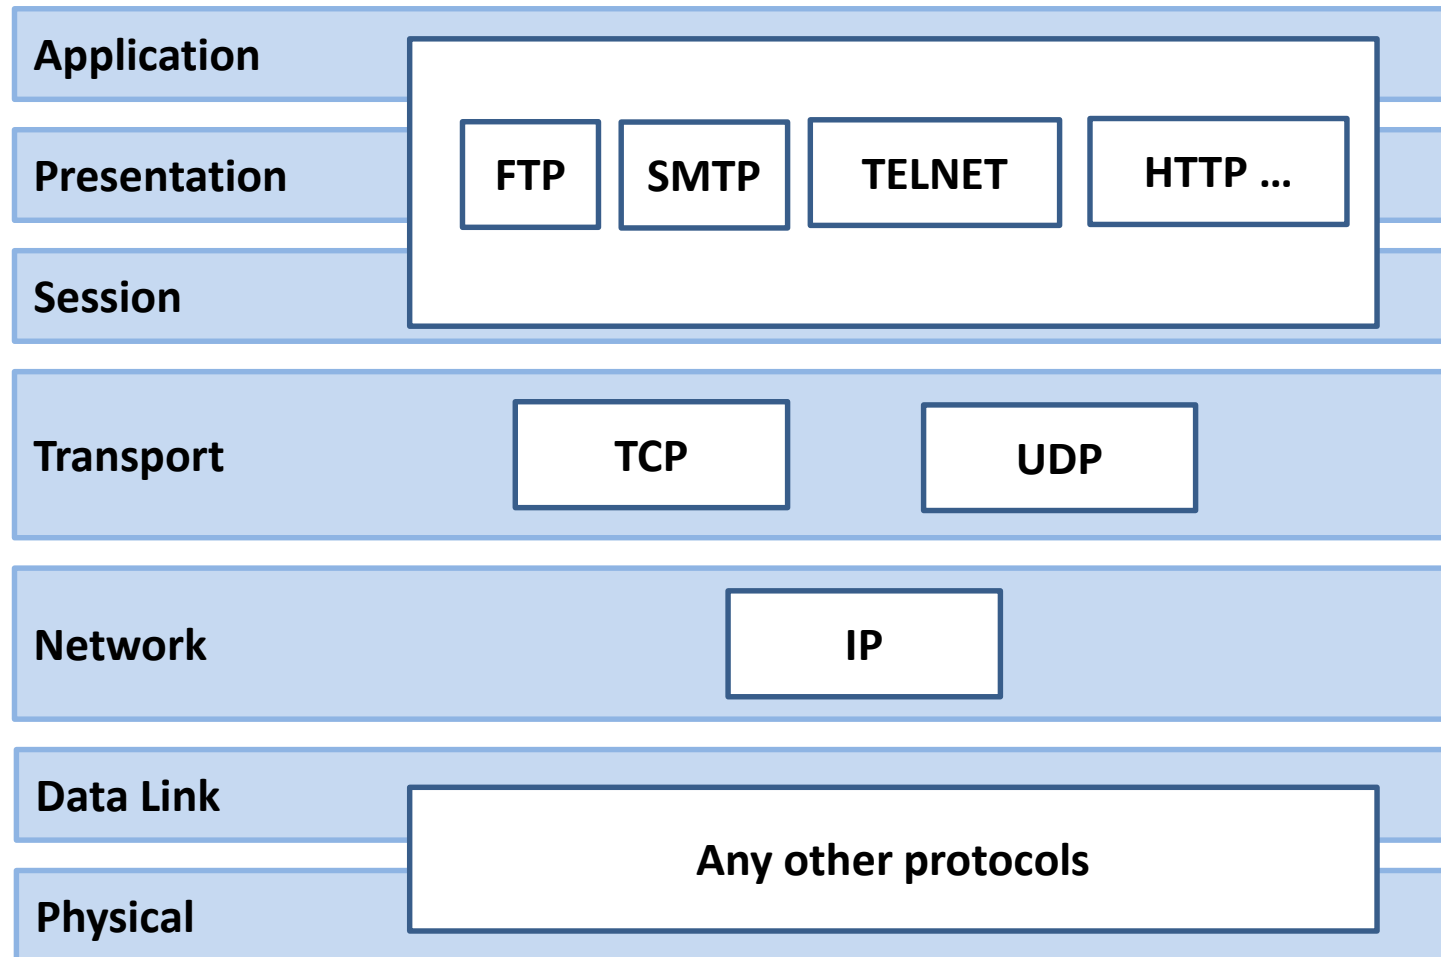 Application
Presentation
FTP
SMTP
TELNET
HTTP ...
Session
Transport
TCP
UDP
Network
IP
Data Link
Any other protocols
Physical